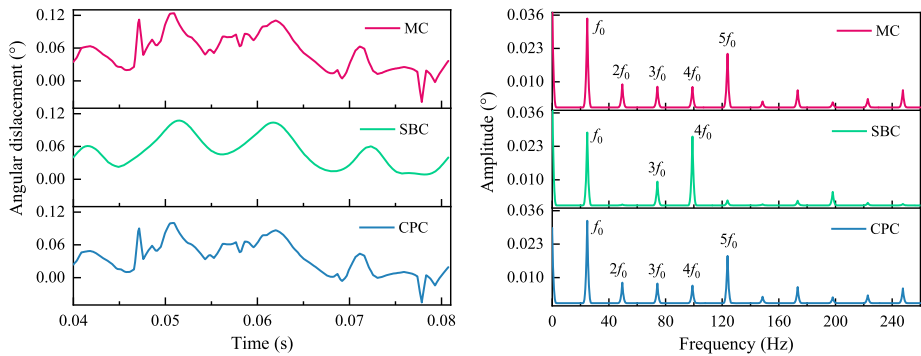 Angular dislacement (°)
0.12
0.06
0.00
MC
0.12
0.06
0.00
SBC
0.12
0.06
0.00
CPC
0.04 0.05 0.06 0.07 0.08
Time (s)
Amplitude (°)
0.036
0.023
0.010
f₀ 2f₀ 3f₀ 4f₀ 5f₀
MC
0.036
0.023
0.010
f₀ 3f₀ 4f₀
SBC
0.036
0.023
0.010
f₀ 2f₀ 3f₀ 4f₀ 5f₀
CPC
0 40 80 120 160 200 240
Frequency (Hz)